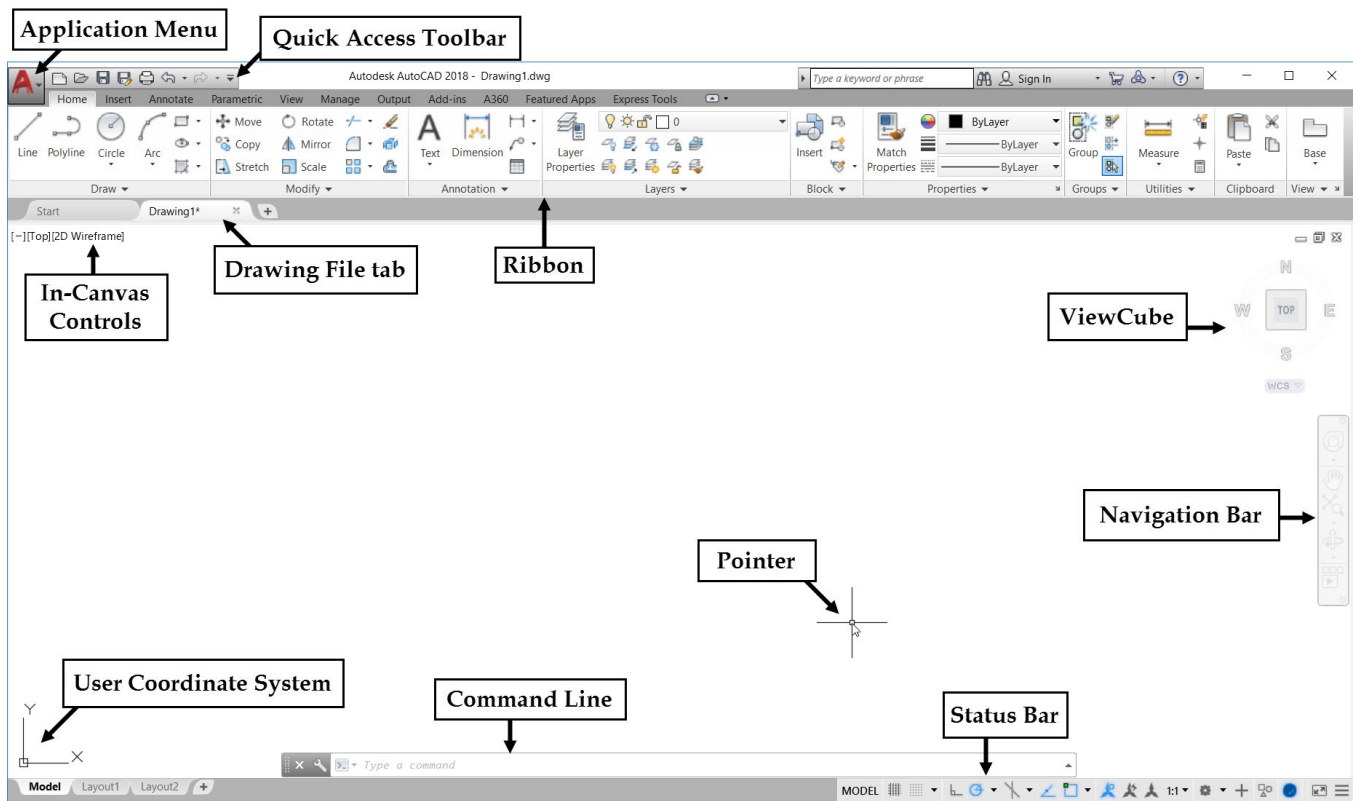 Application Menu
Quick Access Toolbar
A
Autodesk AutoCAD 2018 - Drawing1.dwg
Type a keyword or phrase
Sign In
?
Home Insert Annotate Parametric View Manage Output Add-ins A360 Featured Apps Express Tools
Move Rotate
Copy Mirror
Stretch Scale
Line Polyline Circle Arc
A
Text Dimension
Layer
Properties
0
Insert
Match
Properties
ByLayer
ByLayer
ByLayer
Group
Measure
Paste
Base
Draw Modify Annotation Layers Block Properties Groups Utilities Clipboard View
Start Drawing1* +
[−][Top][2D Wireframe]
In-Canvas
Controls
Drawing File tab
Ribbon
ViewCube
N
W TOP E
S
WCS
Navigation Bar
Pointer
User Coordinate System
Y
X
Command Line
Status Bar
Type a command
Model Layout1 Layout2 +
MODEL
1:1